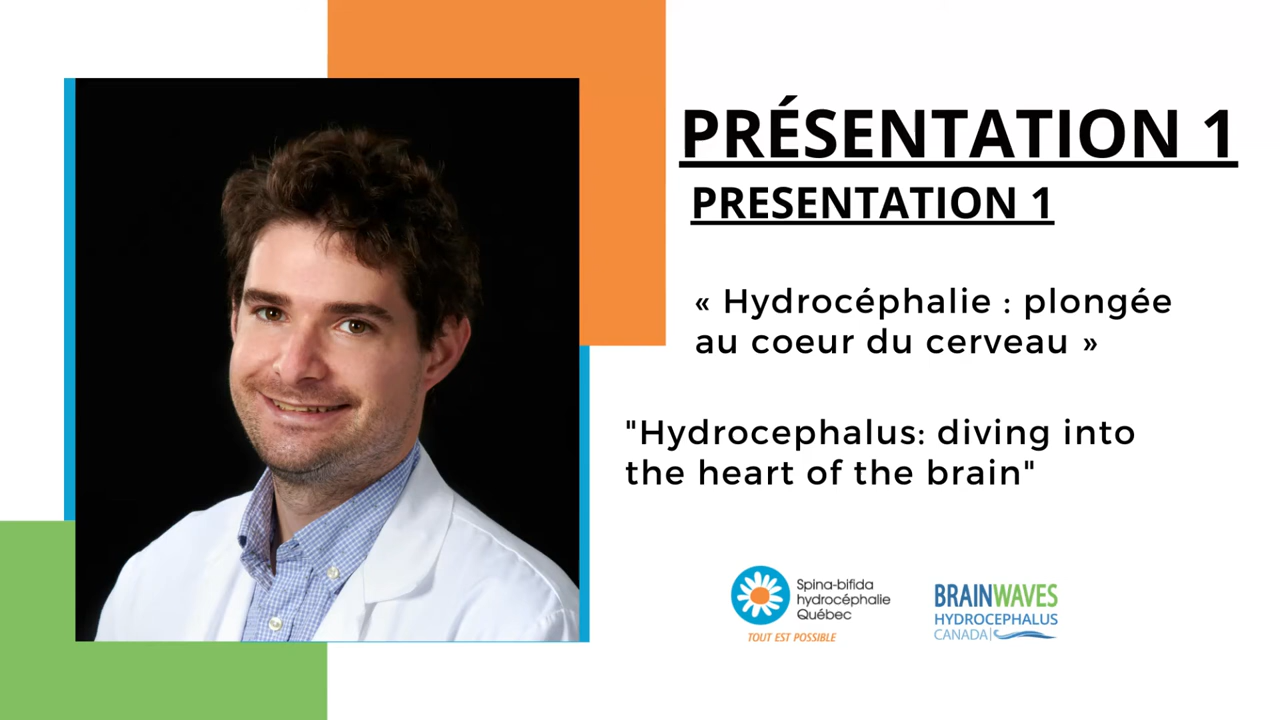 PRÉSENTATION 1
PRESENTATION 1
« Hydrocéphalie : plongée
au coeur du cerveau »
"Hydrocephalus: diving into
the heart of the brain"
Spina-bifida
hydrocéphalie
Québec
TOUT EST POSSIBLE
BRAINWAVES
HYDROCEPHALUS
CANADA